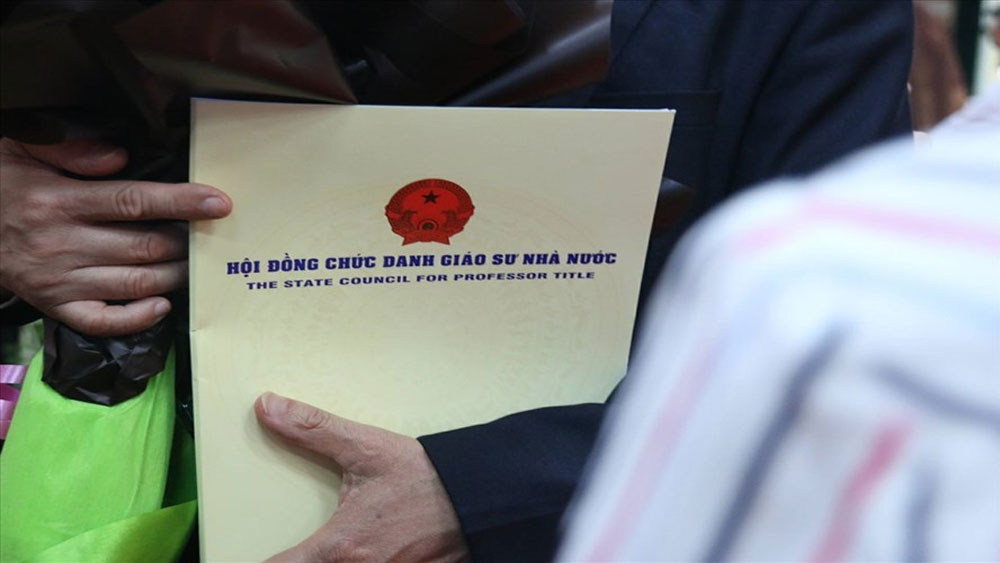 HỘI ĐỒNG CHỨC DANH GIÁO SƯ NHÀ NƯỚC
THE STATE COUNCIL FOR PROFESSOR TITLE